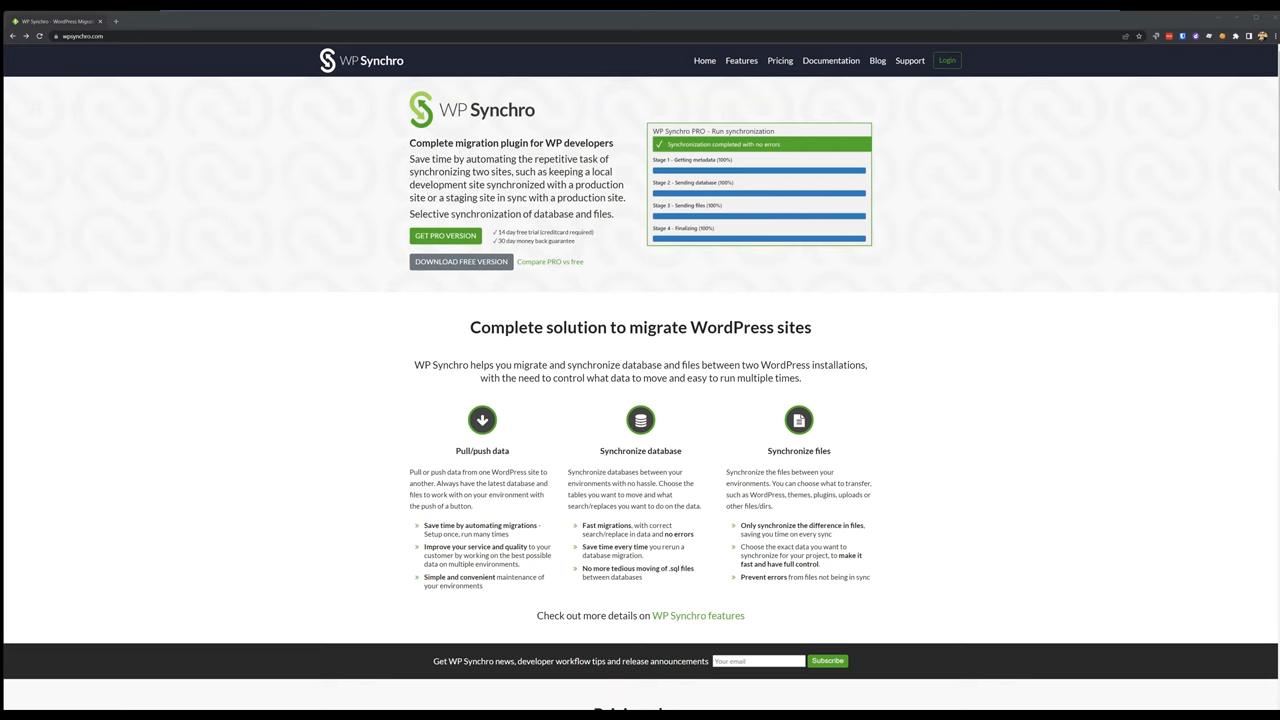 WP Synchro - WordPress Migra
wpsynchro.com
WP Synchro
Home Features Pricing Documentation Blog Support Login
WP Synchro
Complete migration plugin for WP developers
Save time by automating the repetitive task of
synchronizing two sites, such as keeping a local
development site synchronized with a production
site or a staging site in sync with a production site.
Selective synchronization of database and files.
GET PRO VERSION
✓ 14 day free trial (creditcard required)
✓ 30 day money back guarantee
DOWNLOAD FREE VERSION Compare PRO vs free
WP Synchro PRO - Run synchronization
Synchronization completed with no errors
Stage 1 - Getting metadata (100%)
Stage 2 - Sending database (100%)
Stage 3 - Sending files (100%)
Stage 4 - Finalizing (100%)
Complete solution to migrate WordPress sites
WP Synchro helps you migrate and synchronize database and files between two WordPress installations,
with the need to control what data to move and easy to run multiple times.
Pull/push data
Pull or push data from one WordPress site to
another. Always have the latest database and
files to work with on your environment with
the push of a button.
» Save time by automating migrations -
Setup once, run many times
» Improve your service and quality to your
customer by working on the best possible
data on multiple environments.
» Simple and convenient maintenance of
your environments
Synchronize database
Synchronize databases between your
environments with no hassle. Choose the
tables you want to move and what
search/replaces you want to do on the data.
» Fast migrations, with correct
search/replace in data and no errors
» Save time every time you rerun a
database migration.
» No more tedious moving of .sql files
between databases
Synchronize files
Synchronize the files between your
environments. You can choose what to transfer,
such as WordPress, themes, plugins, uploads or
other files/dirs.
» Only synchronize the difference in files,
saving you time on every sync
» Choose the exact data you want to
synchronize for your project, to make it
fast and have full control.
» Prevent errors from files not being in sync
Check out more details on WP Synchro features
Get WP Synchro news, developer workflow tips and release announcements Your email Subscribe